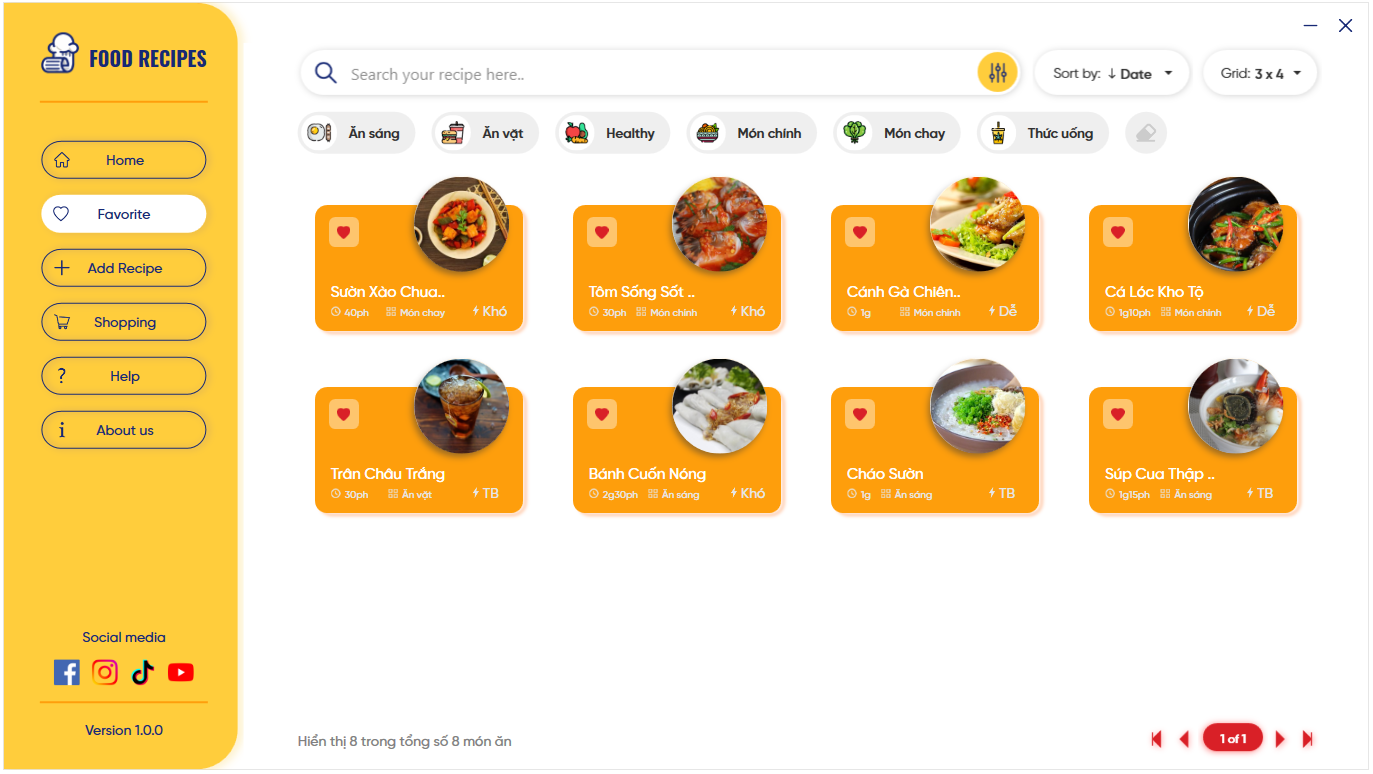 FOOD RECIPES
Home
Favorite
Add Recipe
Shopping
Help
About us
Social media
Version 1.0.0
Search your recipe here..
Sort by: ↓ Date
Grid: 3 x 4
Ăn sáng
Ăn vặt
Healthy
Món chính
Món chay
Thức uống
Sườn Xào Chua..
40ph Món chay Khó
Tôm Sống Sốt ..
30ph Món chính Khó
Cánh Gà Chiên..
1g Món chính Dễ
Cá Lóc Kho Tộ
1g10ph Món chính Dễ
Trân Châu Trắng
30ph Ăn vặt TB
Bánh Cuốn Nóng
2g30ph Ăn sáng Khó
Cháo Sườn
1g Ăn sáng TB
Súp Cua Thập ..
1g15ph Ăn sáng TB
Hiển thị 8 trong tổng số 8 món ăn
1 of 1